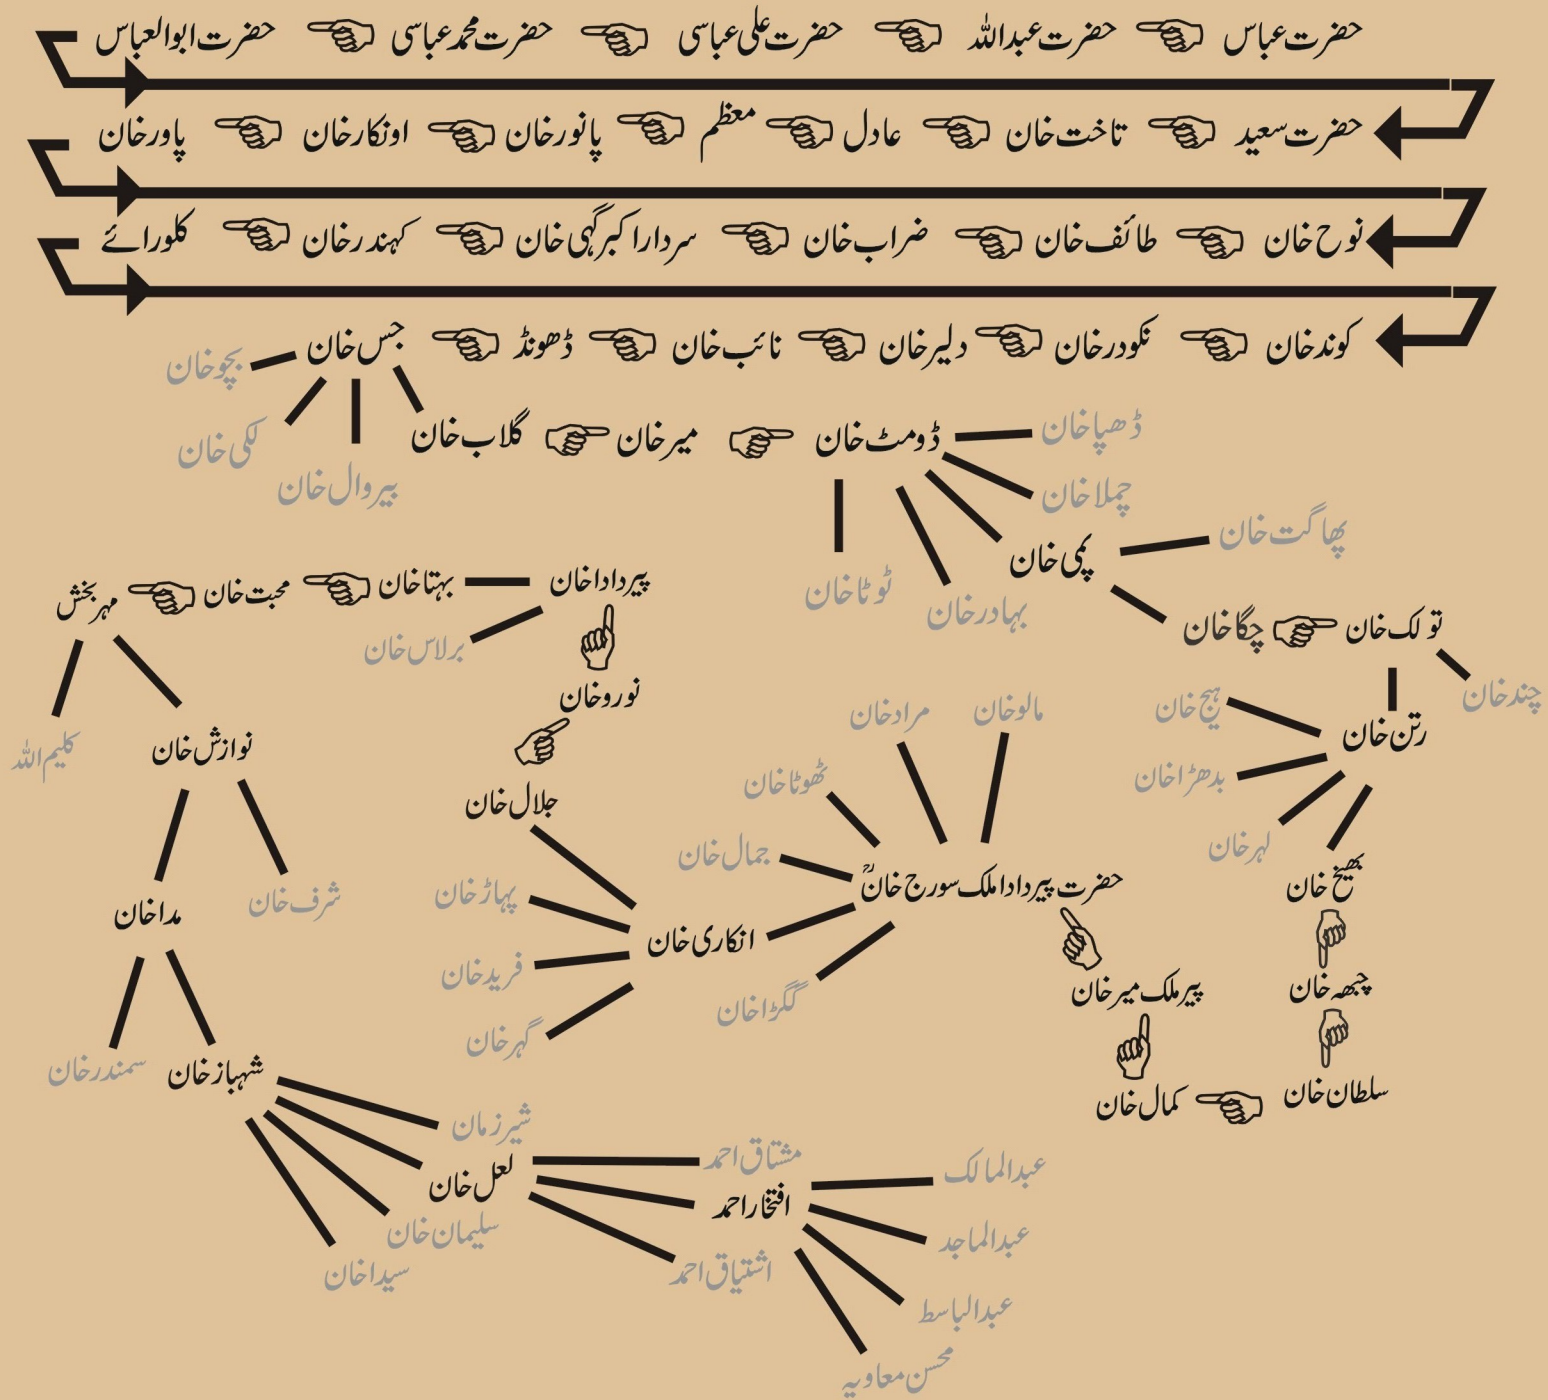 حضرت عباس حضرت عبداللہ حضرت علی عباسی حضرت محمد عباسی حضرت ابوالعباس
حضرت سعید تاخت خان عادل معظم پانور خان اونکار خان پاور خان
نوح خان طائف خان ضراب خان سردار اکبر گہی خان کہندر خان کلورائے
کوند خان نکودر خان دلیر خان نائب خان ڈھونڈ جس خان
بچو خان
لکی خان
بیروال خان
گلاب خان میر خان ڈومٹ خان
ڈھپا خان
چملا خان
پمی خان
بہادر خان
ٹوٹا خان
پھاگت خان
چگا خان تولک خان
چند خان
رتن خان
ہیج خان
بدھڑا خان
لہر خان
بھیخ خان
چبھہ خان
سلطان خان
کمال خان
پیر ملک میر خان
حضرت پیر دادا ملک سورج خانؒ
مالو خان
مراد خان
ٹھوٹا خان
جمال خان
انکاری خان
گگڑا خان
جلال خان
پہاڑ خان
فرید خان
گہر خان
نورو خان
پیر دادا خان
بہتا خان
برلاس خان
محبت خان
مہر بخش
کلیم اللہ
نوازش خان
شرف خان
مدا خان
سمندر خان
شہباز خان
شیر زمان
لعل خان
سلیمان خان
سیدا خان
مشتاق احمد
افتخار احمد
اشتیاق احمد
عبدالمالک
عبدالماجد
عبدالباسط
محسن معاویہ